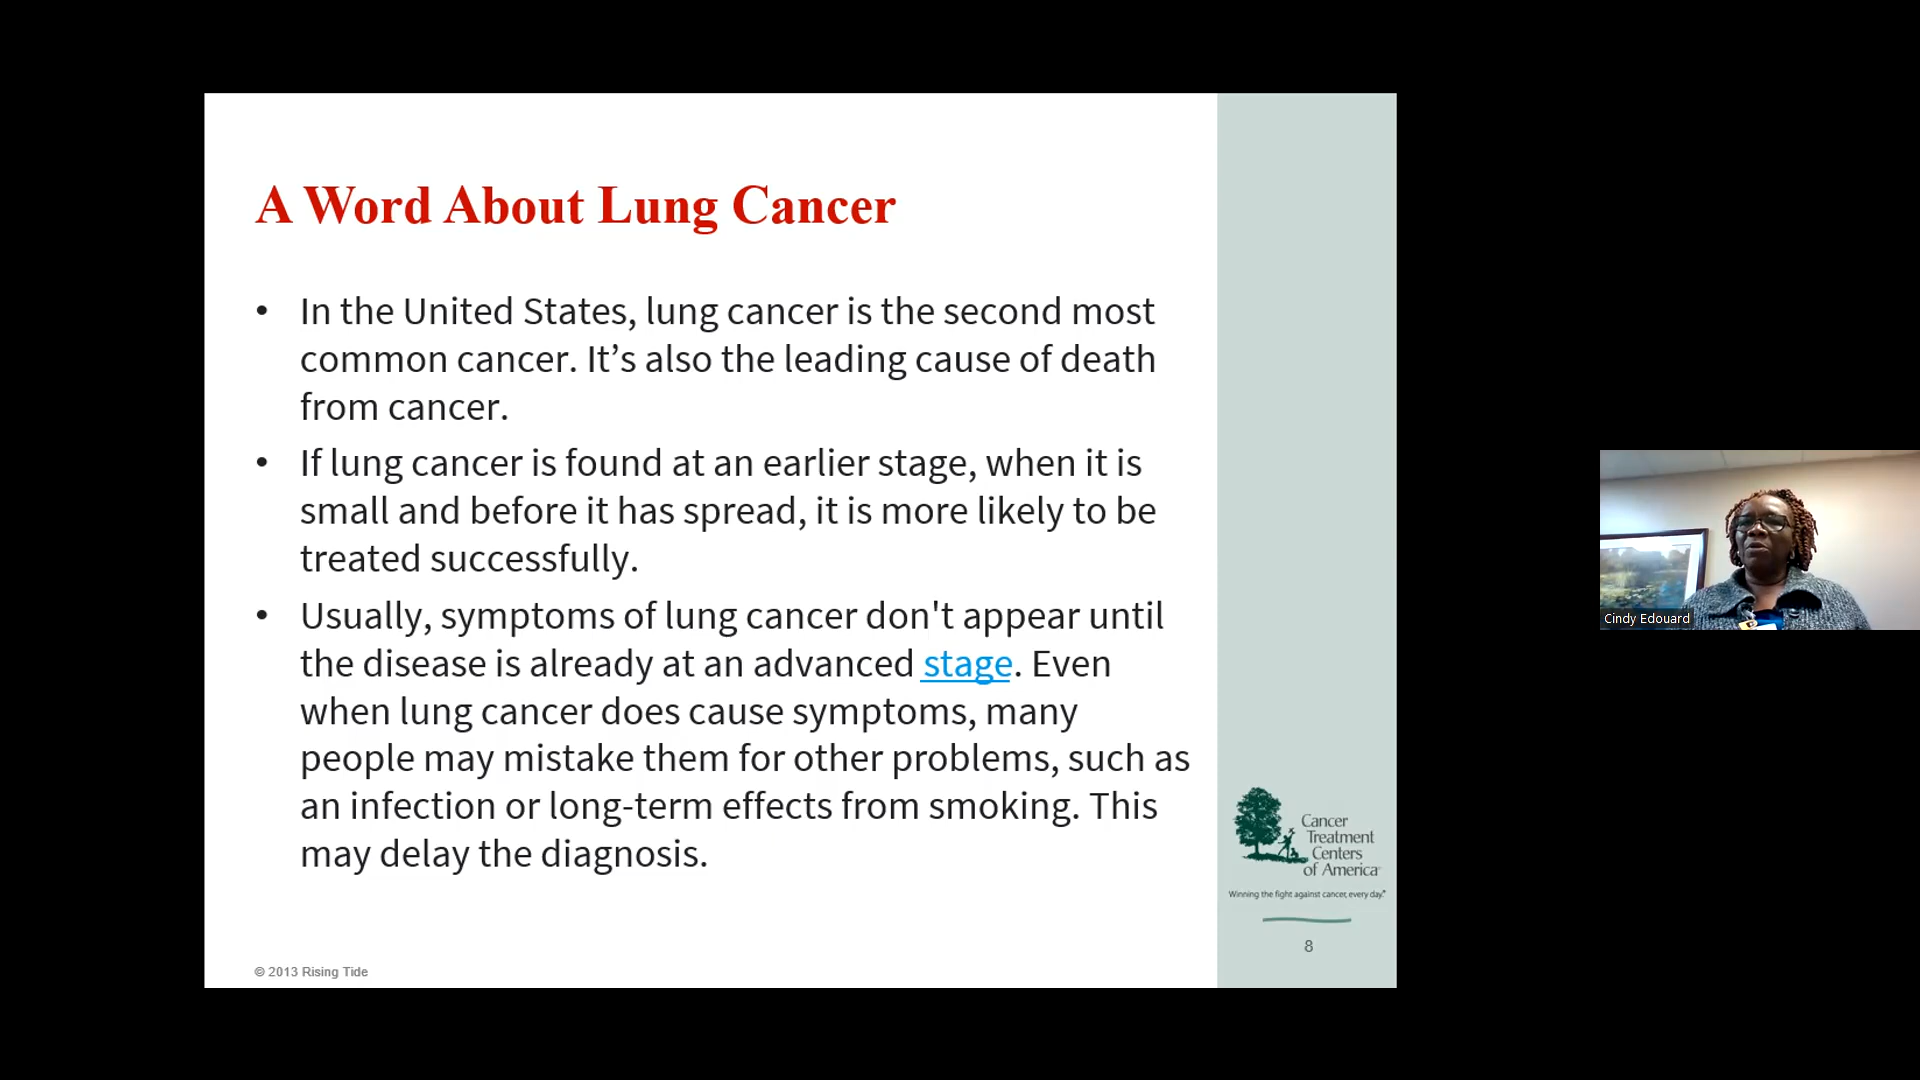 A Word About Lung Cancer
• In the United States, lung cancer is the second most
common cancer. It’s also the leading cause of death
from cancer.
• If lung cancer is found at an earlier stage, when it is
small and before it has spread, it is more likely to be
treated successfully.
• Usually, symptoms of lung cancer don't appear until
the disease is already at an advanced stage. Even
when lung cancer does cause symptoms, many
people may mistake them for other problems, such as
an infection or long-term effects from smoking. This
may delay the diagnosis.
© 2013 Rising Tide
Cancer
Treatment
Centers
of America
Winning the fight against cancer, every day.®
8
Cindy Edouard